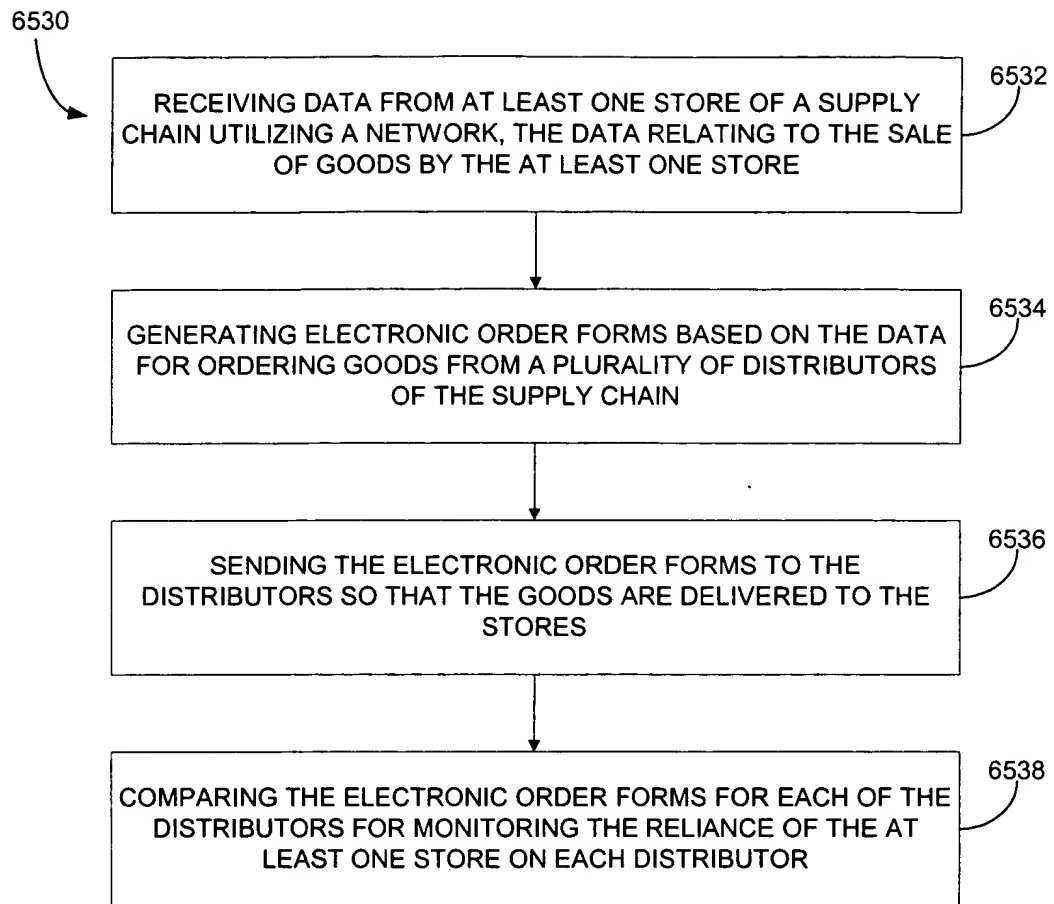 6530
6532
RECEIVING DATA FROM AT LEAST ONE STORE OF A SUPPLY
CHAIN UTILIZING A NETWORK, THE DATA RELATING TO THE SALE
OF GOODS BY THE AT LEAST ONE STORE
6534
GENERATING ELECTRONIC ORDER FORMS BASED ON THE DATA
FOR ORDERING GOODS FROM A PLURALITY OF DISTRIBUTORS
OF THE SUPPLY CHAIN
6536
SENDING THE ELECTRONIC ORDER FORMS TO THE
DISTRIBUTORS SO THAT THE GOODS ARE DELIVERED TO THE
STORES
6538
COMPARING THE ELECTRONIC ORDER FORMS FOR EACH OF THE
DISTRIBUTORS FOR MONITORING THE RELIANCE OF THE AT
LEAST ONE STORE ON EACH DISTRIBUTOR